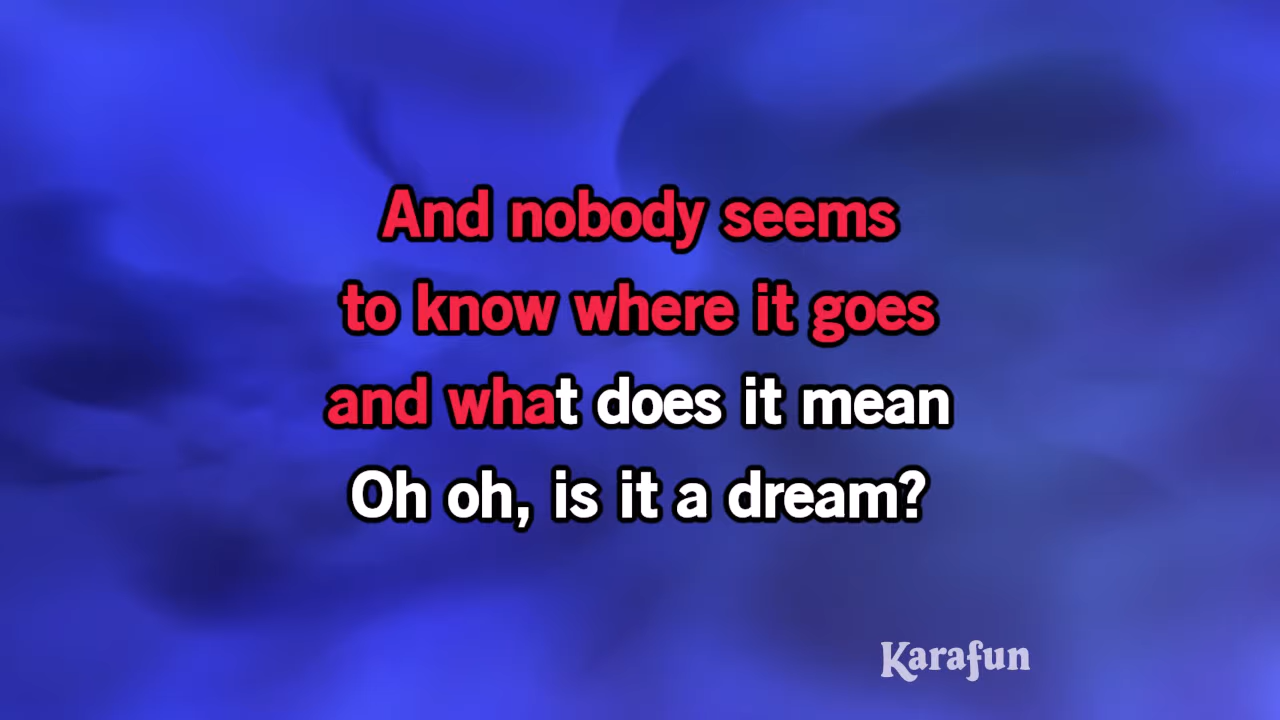 And nobody seems
to know where it goes
and what does it mean
Oh oh, is it a dream?
Karafun